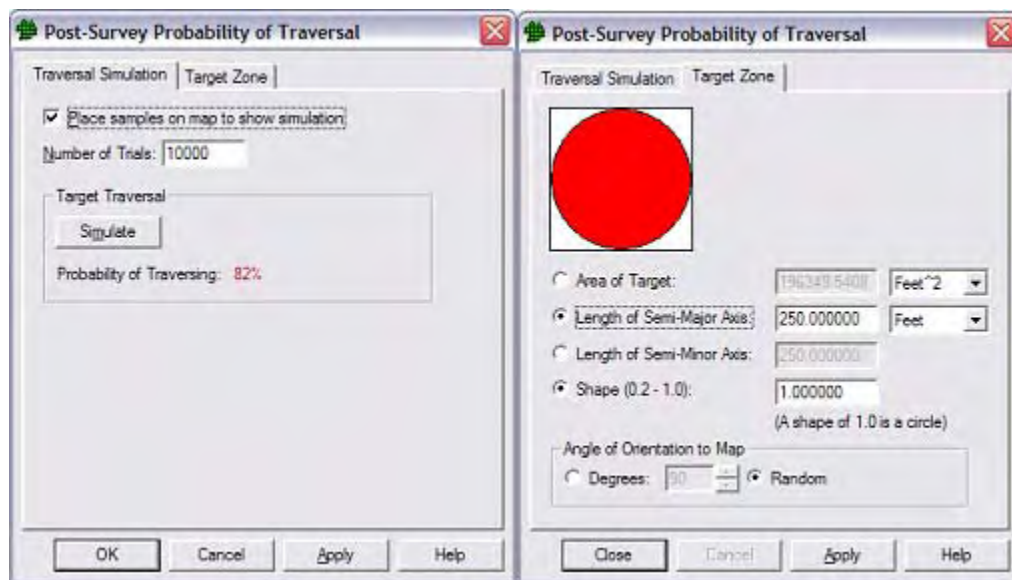 Post-Survey Probability of Traversal
Traversal Simulation
Target Zone
Place samples on map to show simulation
Number of Trials: 10000
Target Traversal
Simulate
Probability of Traversing: 82%
OK
Cancel
Apply
Help
Post-Survey Probability of Traversal
Traversal Simulation
Target Zone
Area of Target: 196349.5408 Feet^2
Length of Semi-Major Axis: 250.000000 Feet
Length of Semi-Minor Axis: 250.000000
Shape (0.2 - 1.0): 1.000000
(A shape of 1.0 is a circle)
Angle of Orientation to Map
Degrees: 90 Random
Close
Cancel
Apply
Help